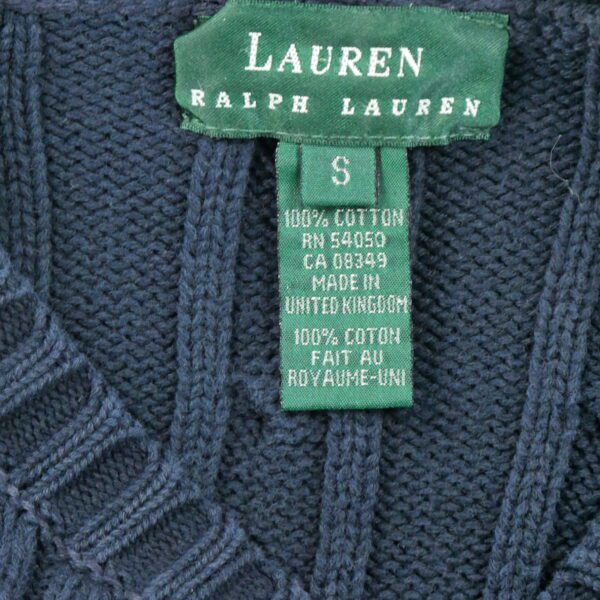 LAUREN
RALPH LAUREN
S
100% COTTON
RN 54050
CA 08349
MADE IN
UNITED KINGDOM
100% COTON
FAIT AU
ROYAUME-UNI